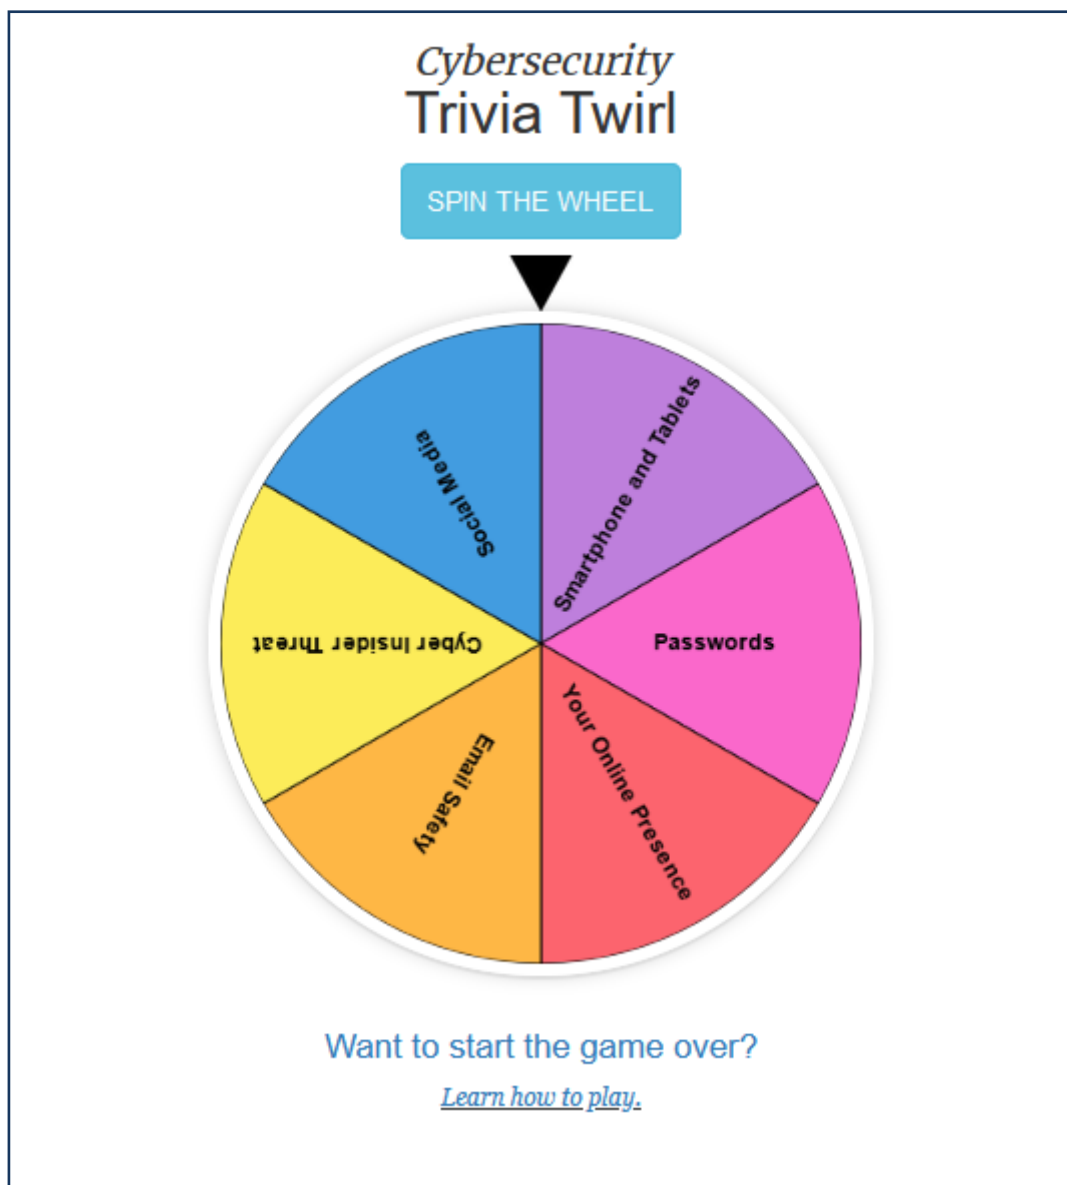 Cybersecurity
Trivia Twirl
SPIN THE WHEEL
Social Media
Smartphone and Tablets
Cyber Insider Threat
Passwords
Email Safety
Your Online Presence
Want to start the game over?
Learn how to play.